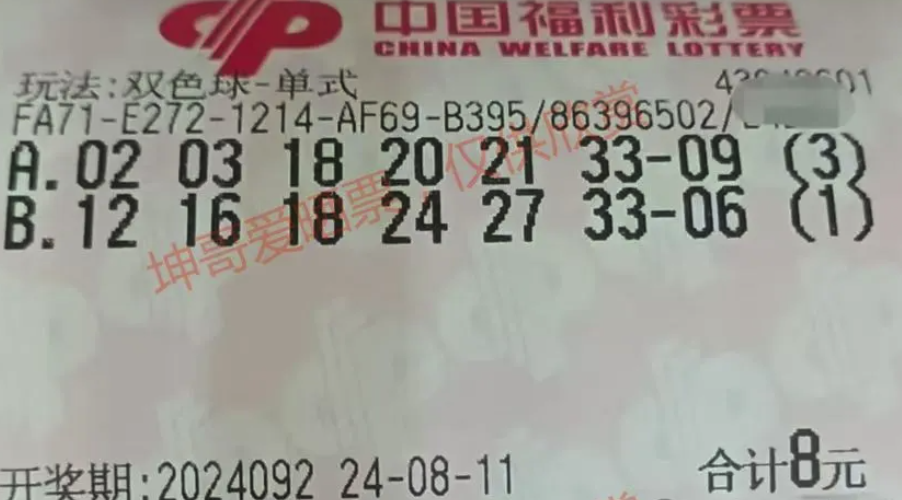 中国福利彩票
CHINA WELFARE LOTTERY
玩法:双色球-单式
FA71-E272-1214-AF69-B395/86396502/
A.02 03 18 20 21 33-09 (3)
B.12 16 18 24 27 33-06 (1)
坤哥爱晒票,仅供欣赏
开奖期:2024092 24-08-11 合计8元